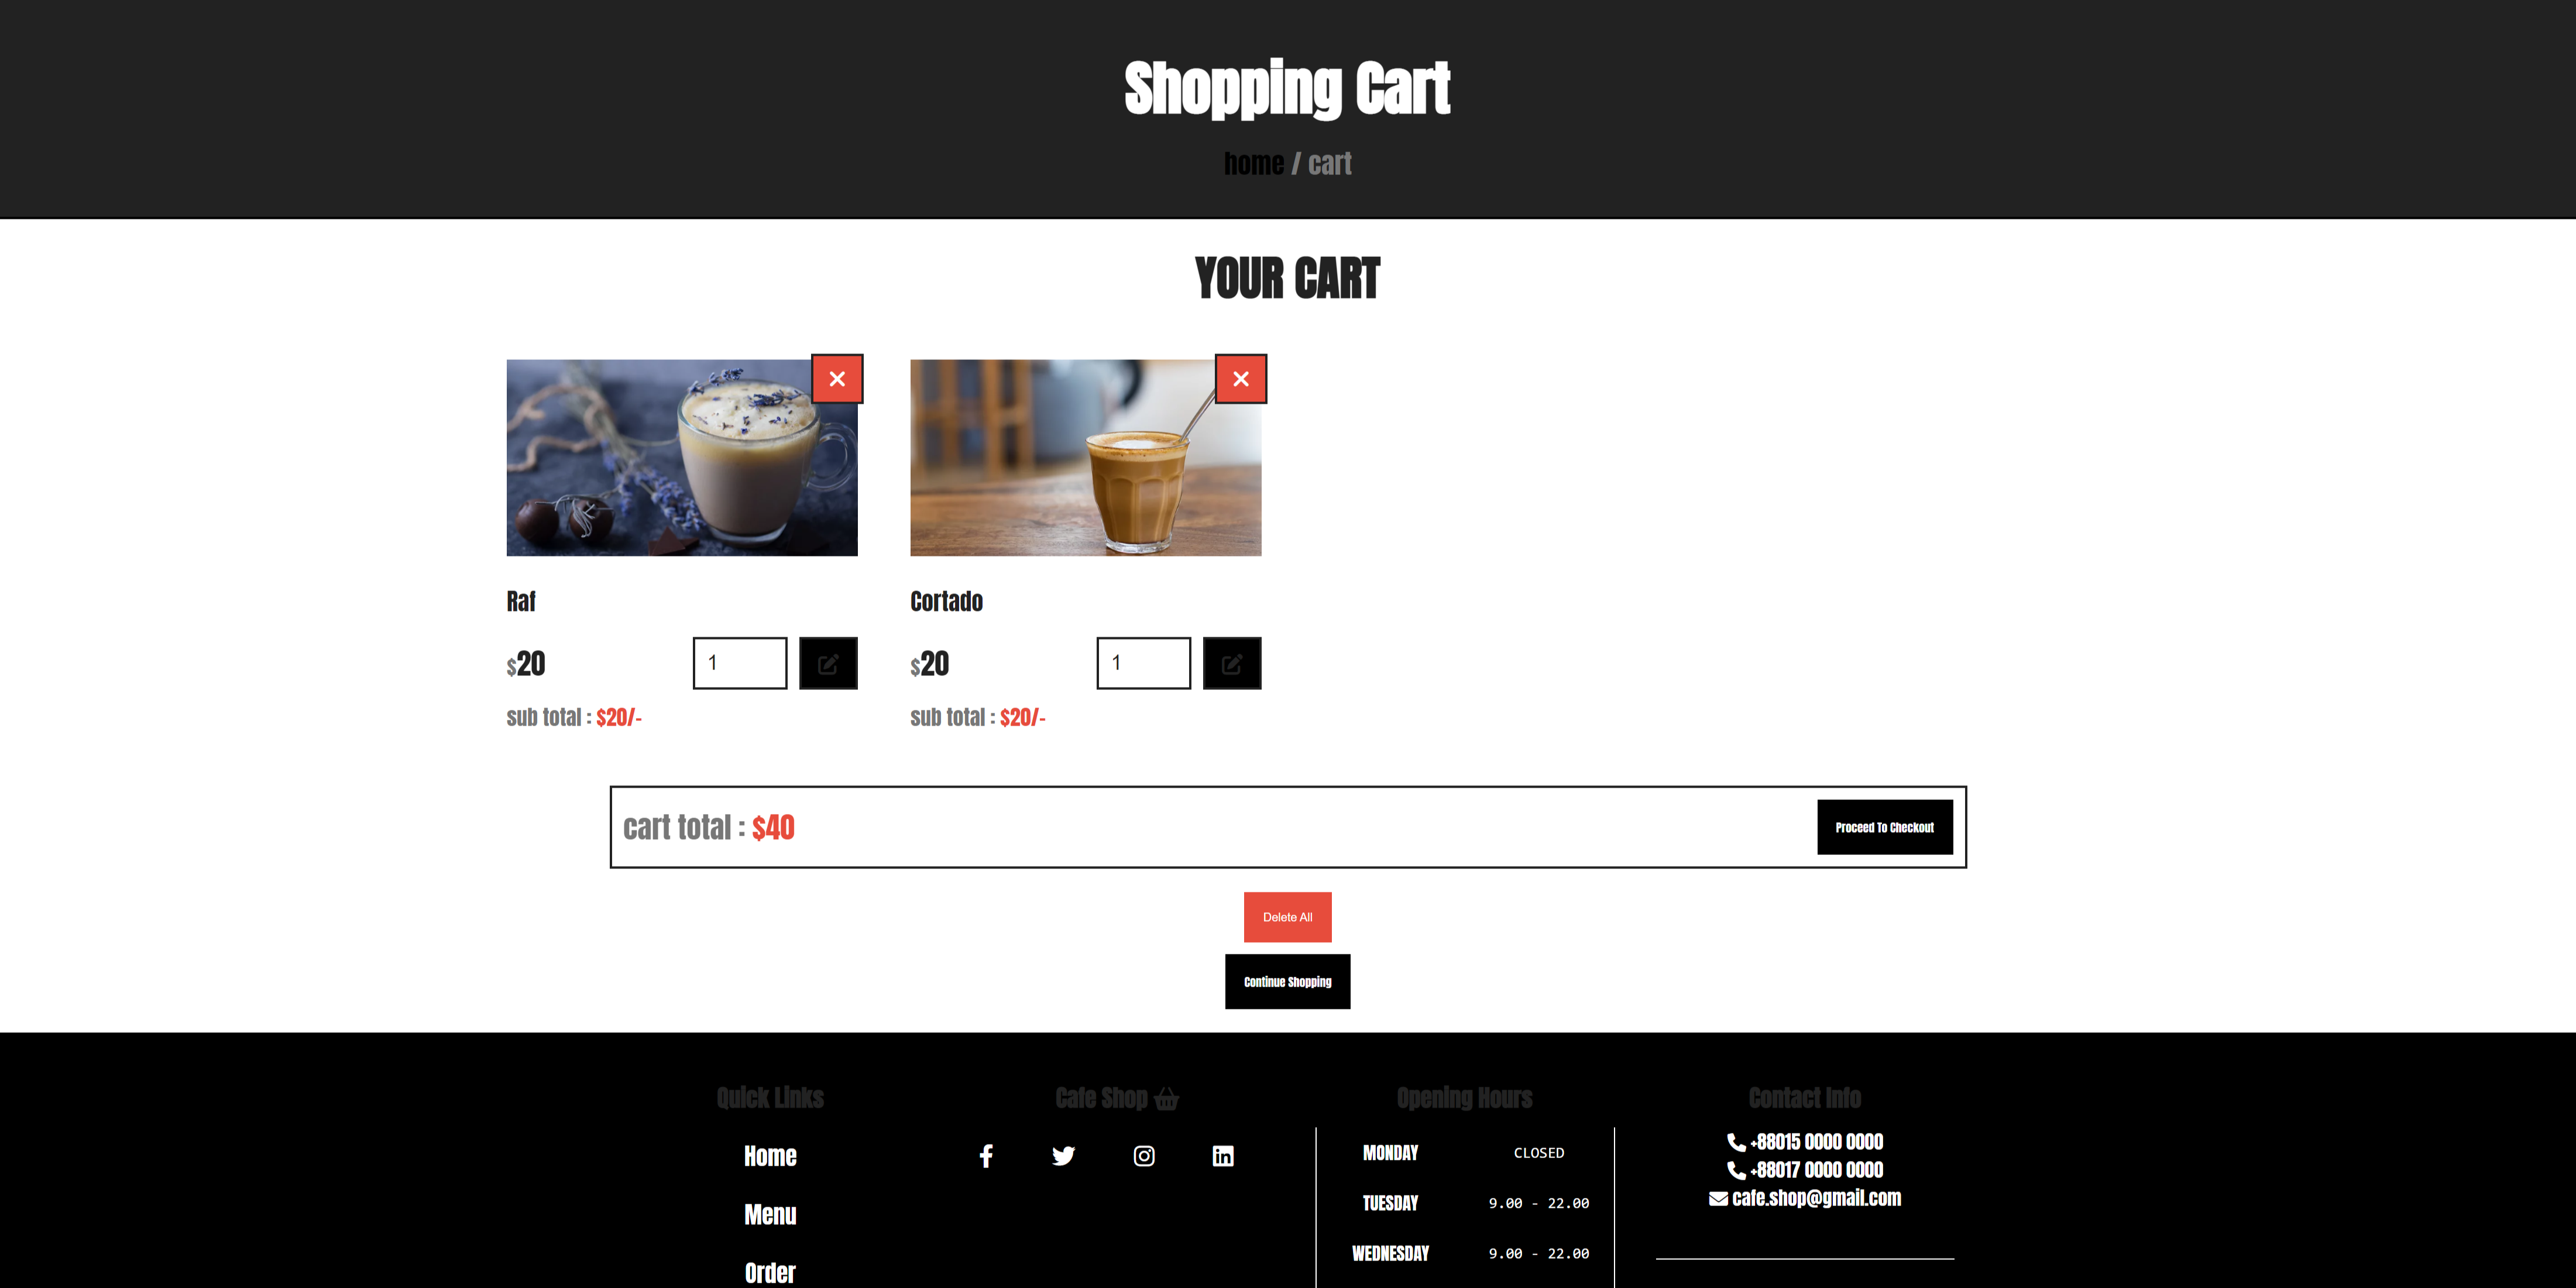 Shopping Cart
home / cart
YOUR CART
Raf
$20
1
sub total : $20/-
Cortado
$20
1
sub total : $20/-
cart total : $40
Proceed To Checkout
Delete All
Continue Shopping
Quick Links
Home
Menu
Order
Cafe Shop
Opening Hours
MONDAY CLOSED
TUESDAY 9.00 - 22.00
WEDNESDAY 9.00 - 22.00
Contact Info
+88015 0000 0000
+88017 0000 0000
cafe.shop@gmail.com